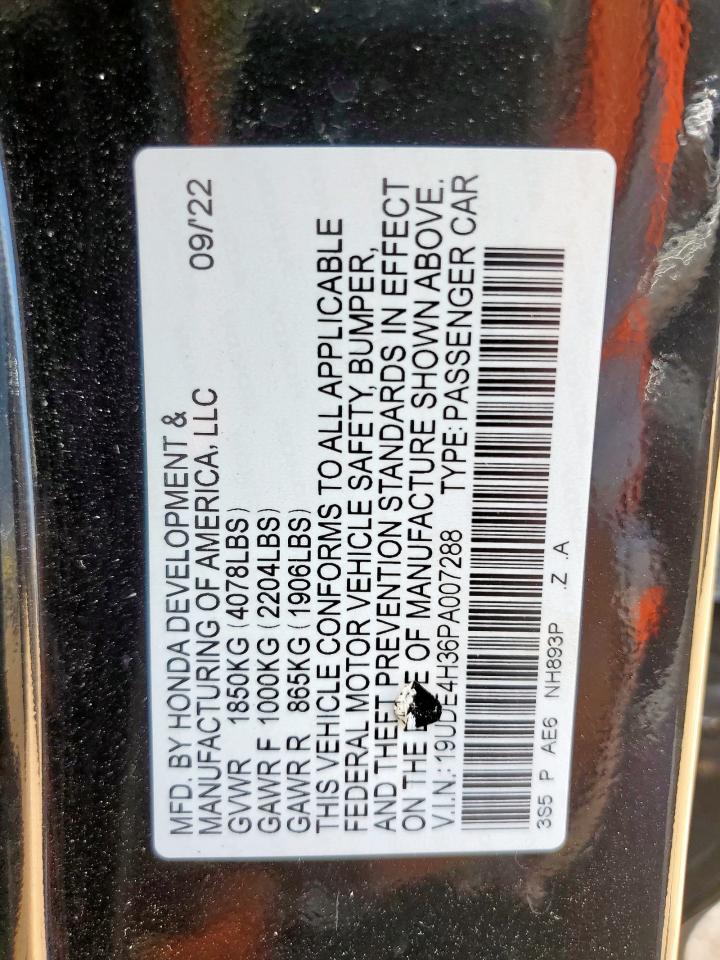 MFD. BY HONDA DEVELOPMENT &
MANUFACTURING OF AMERICA, LLC 09/'22
GVWR 1850KG (4078LBS)
GAWR F 1000KG (2204LBS)
GAWR R 865KG (1906LBS)
THIS VEHICLE CONFORMS TO ALL APPLICABLE
FEDERAL MOTOR VEHICLE SAFETY, BUMPER,
AND THEFT PREVENTION STANDARDS IN EFFECT
ON THE E OF MANUFACTURE SHOWN ABOVE.
V.I.N.: 19UDE4H36PA007288 TYPE: PASSENGER CAR
3S5 P AE6 NH893P .Z .A